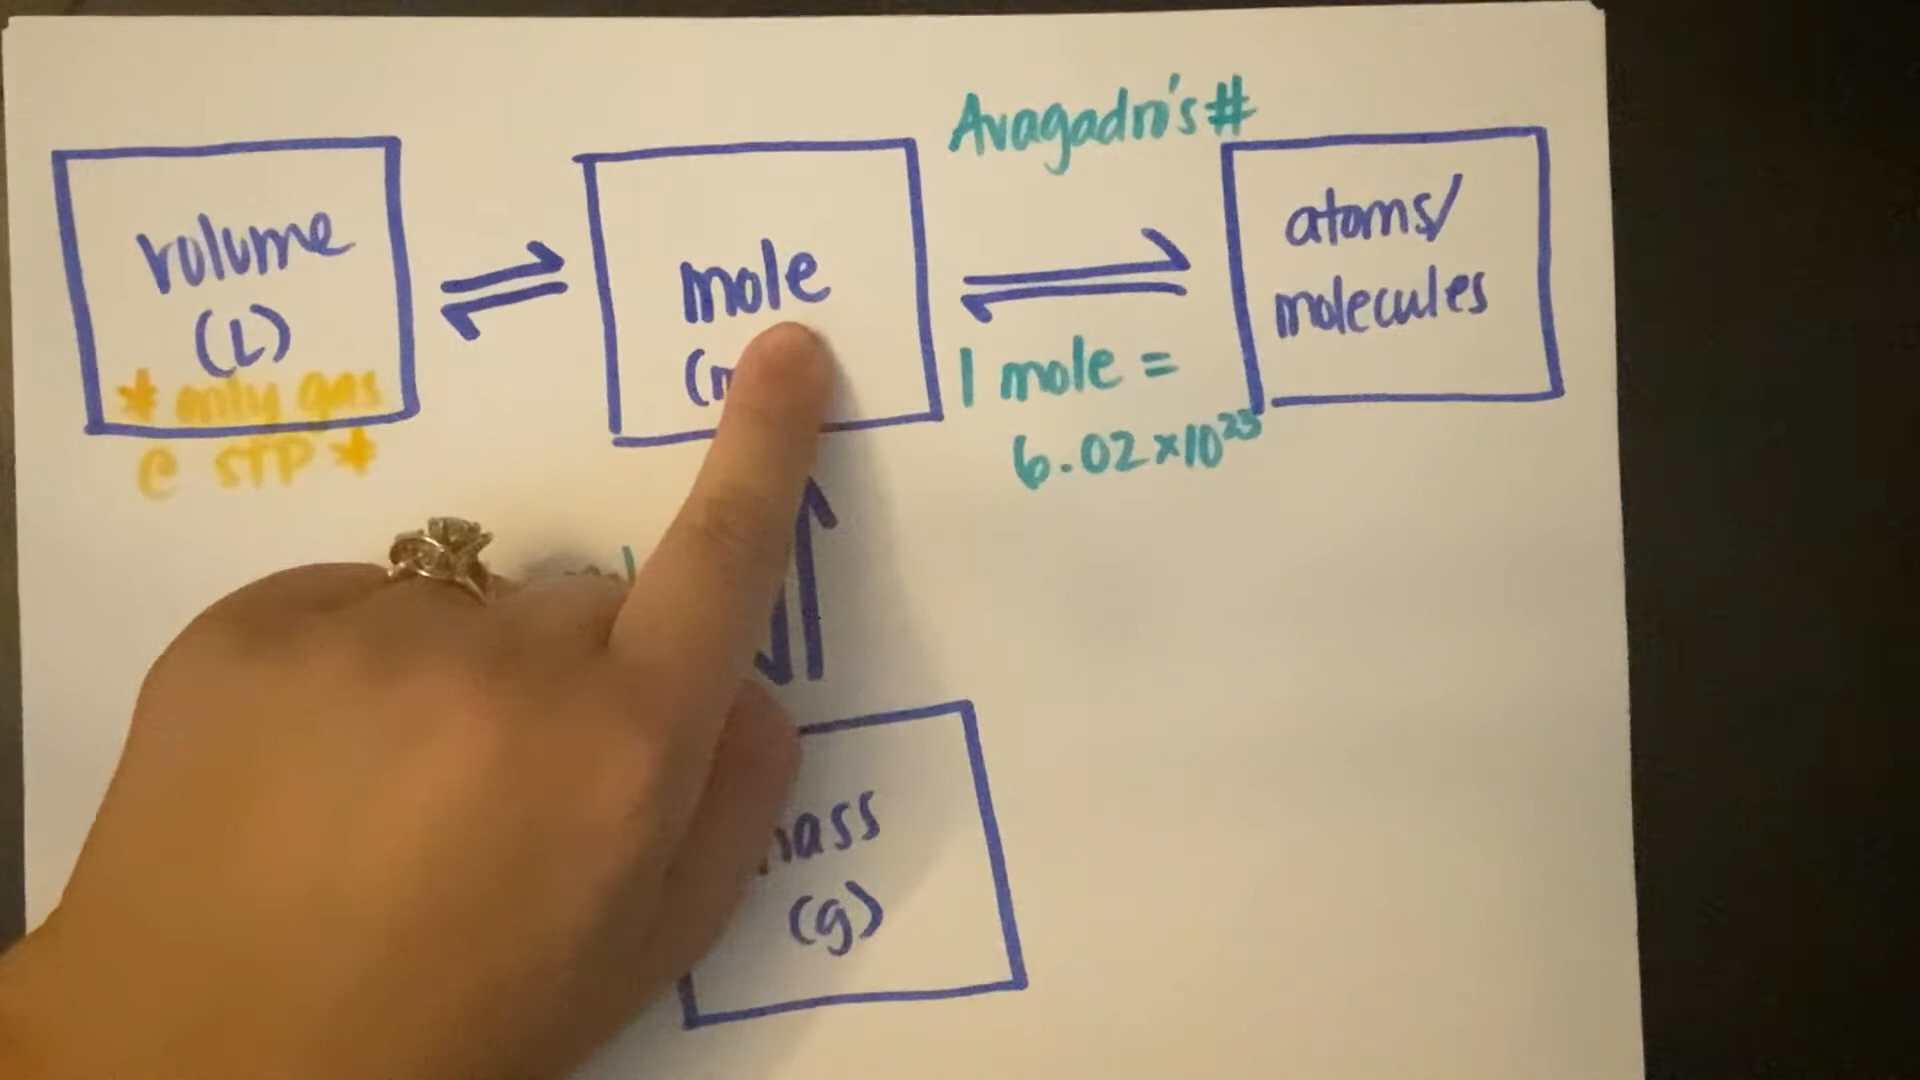 Avagadro's #
volume
(L)
* only gas
@ STP *
mole
atoms/
molecules
1 mole =
6.02×10²³
(g)